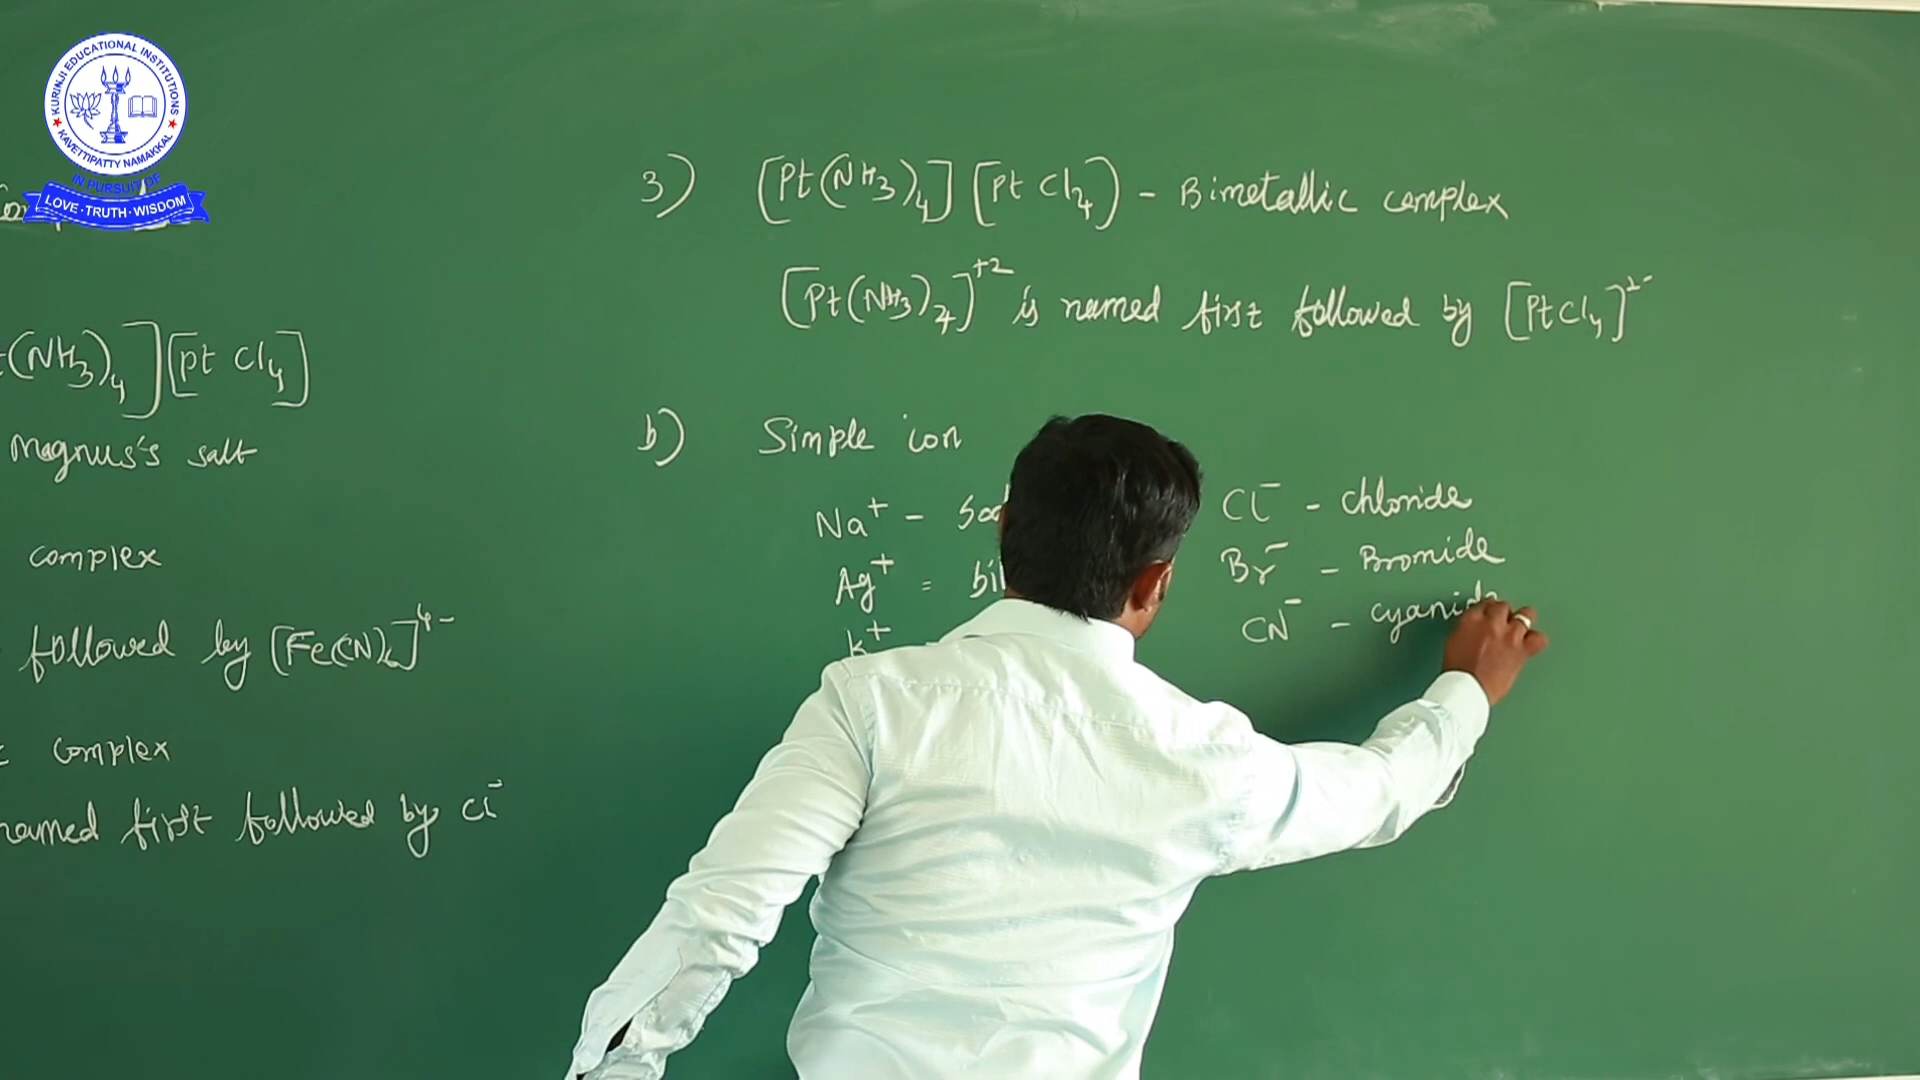 KURINJI EDUCATIONAL INSTITUTIONS
KAVETTIPATTY NAMAKKAL
IN PURSUIT OF
LOVE · TRUTH · WISDOM
(NH3)4][Pt Cl4]
Magnus's salt
complex
followed by [Fe(CN)6]4-
complex
named first followed by Cl-
3) [Pt(NH3)4][Pt Cl4) - Bimetallic complex
[Pt(NH3)4]+2 is named first followed by [PtCl4]2-
b) Simple ion
Na+ -
Cl- - chloride
Ag+ =
Br- - Bromide
K+
CN- - cyanide